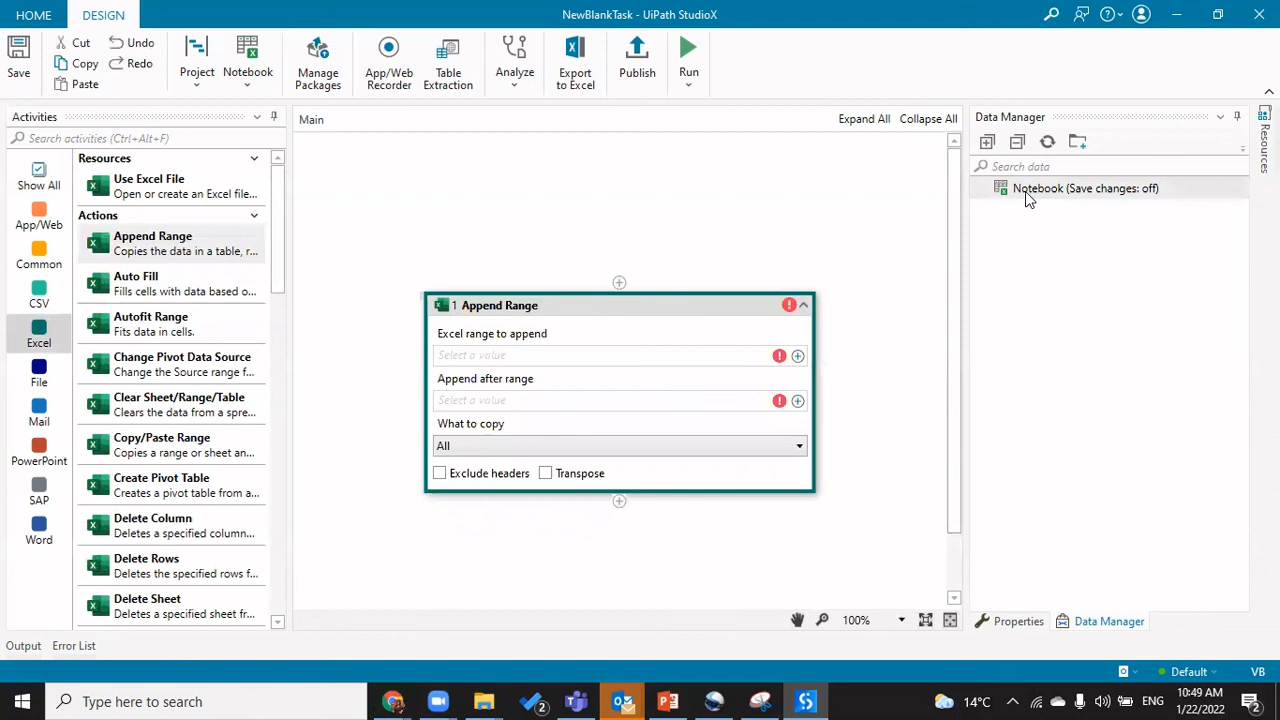 HOME
DESIGN
NewBlankTask - UiPath StudioX
Save
Cut
Copy
Paste
Undo
Redo
Project
Notebook
Manage
Packages
App/Web
Recorder
Table
Extraction
Analyze
Export
to Excel
Publish
Run
Activities
Search activities (Ctrl+Alt+F)
Show All
App/Web
Common
CSV
Excel
File
Mail
PowerPoint
SAP
Word
Resources
Use Excel File
Open or create an Excel file...
Actions
Append Range
Copies the data in a table, r...
Auto Fill
Fills cells with data based o...
Autofit Range
Fits data in cells.
Change Pivot Data Source
Change the Source range f...
Clear Sheet/Range/Table
Clears the data from a spre...
Copy/Paste Range
Copies a range or sheet an...
Create Pivot Table
Creates a pivot table from a...
Delete Column
Deletes a specified column...
Delete Rows
Deletes the specified rows f...
Delete Sheet
Deletes a specified sheet f...
Main
Expand All
Collapse All
1 Append Range
Excel range to append
Select a value
Append after range
Select a value
What to copy
All
Exclude headers
Transpose
100%
Data Manager
Search data
Notebook (Save changes: off)
Resources
Properties
Data Manager
Output
Error List
Default
VB
Type here to search
2
14°C
ENG
10:49 AM
1/22/2022
2